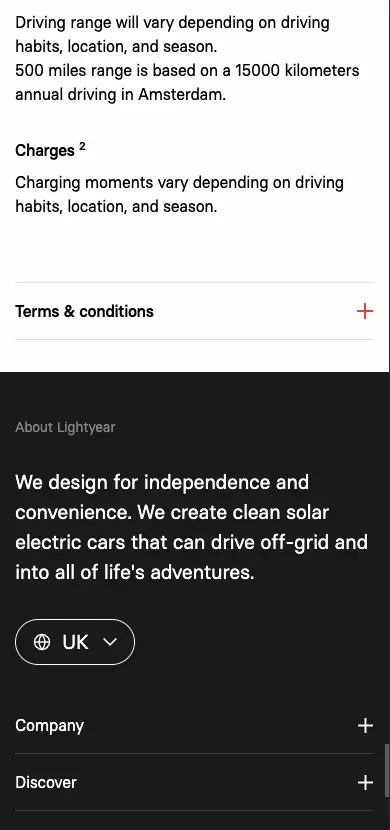 Driving range will vary depending on driving
habits, location, and season.
500 miles range is based on a 15000 kilometers
annual driving in Amsterdam.
Charges 2
Charging moments vary depending on driving
habits, location, and season.
Terms & conditions
About Lightyear
We design for independence and
convenience. We create clean solar
electric cars that can drive off-grid and
into all of life's adventures.
UK
Company
Discover